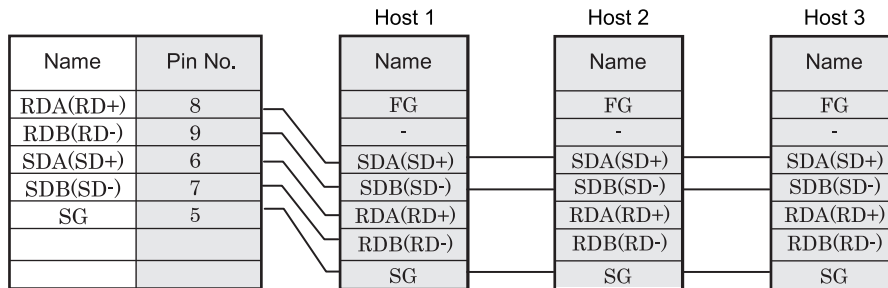 Host 1 Host 2 Host 3
Name Pin No. Name Name Name
RDA(RD+) 8 FG FG FG
RDB(RD-) 9 - - -
SDA(SD+) 6 SDA(SD+) SDA(SD+) SDA(SD+)
SDB(SD-) 7 SDB(SD-) SDB(SD-) SDB(SD-)
SG 5 RDA(RD+) RDA(RD+) RDA(RD+)
RDB(RD-) RDB(RD-) RDB(RD-)
SG SG SG